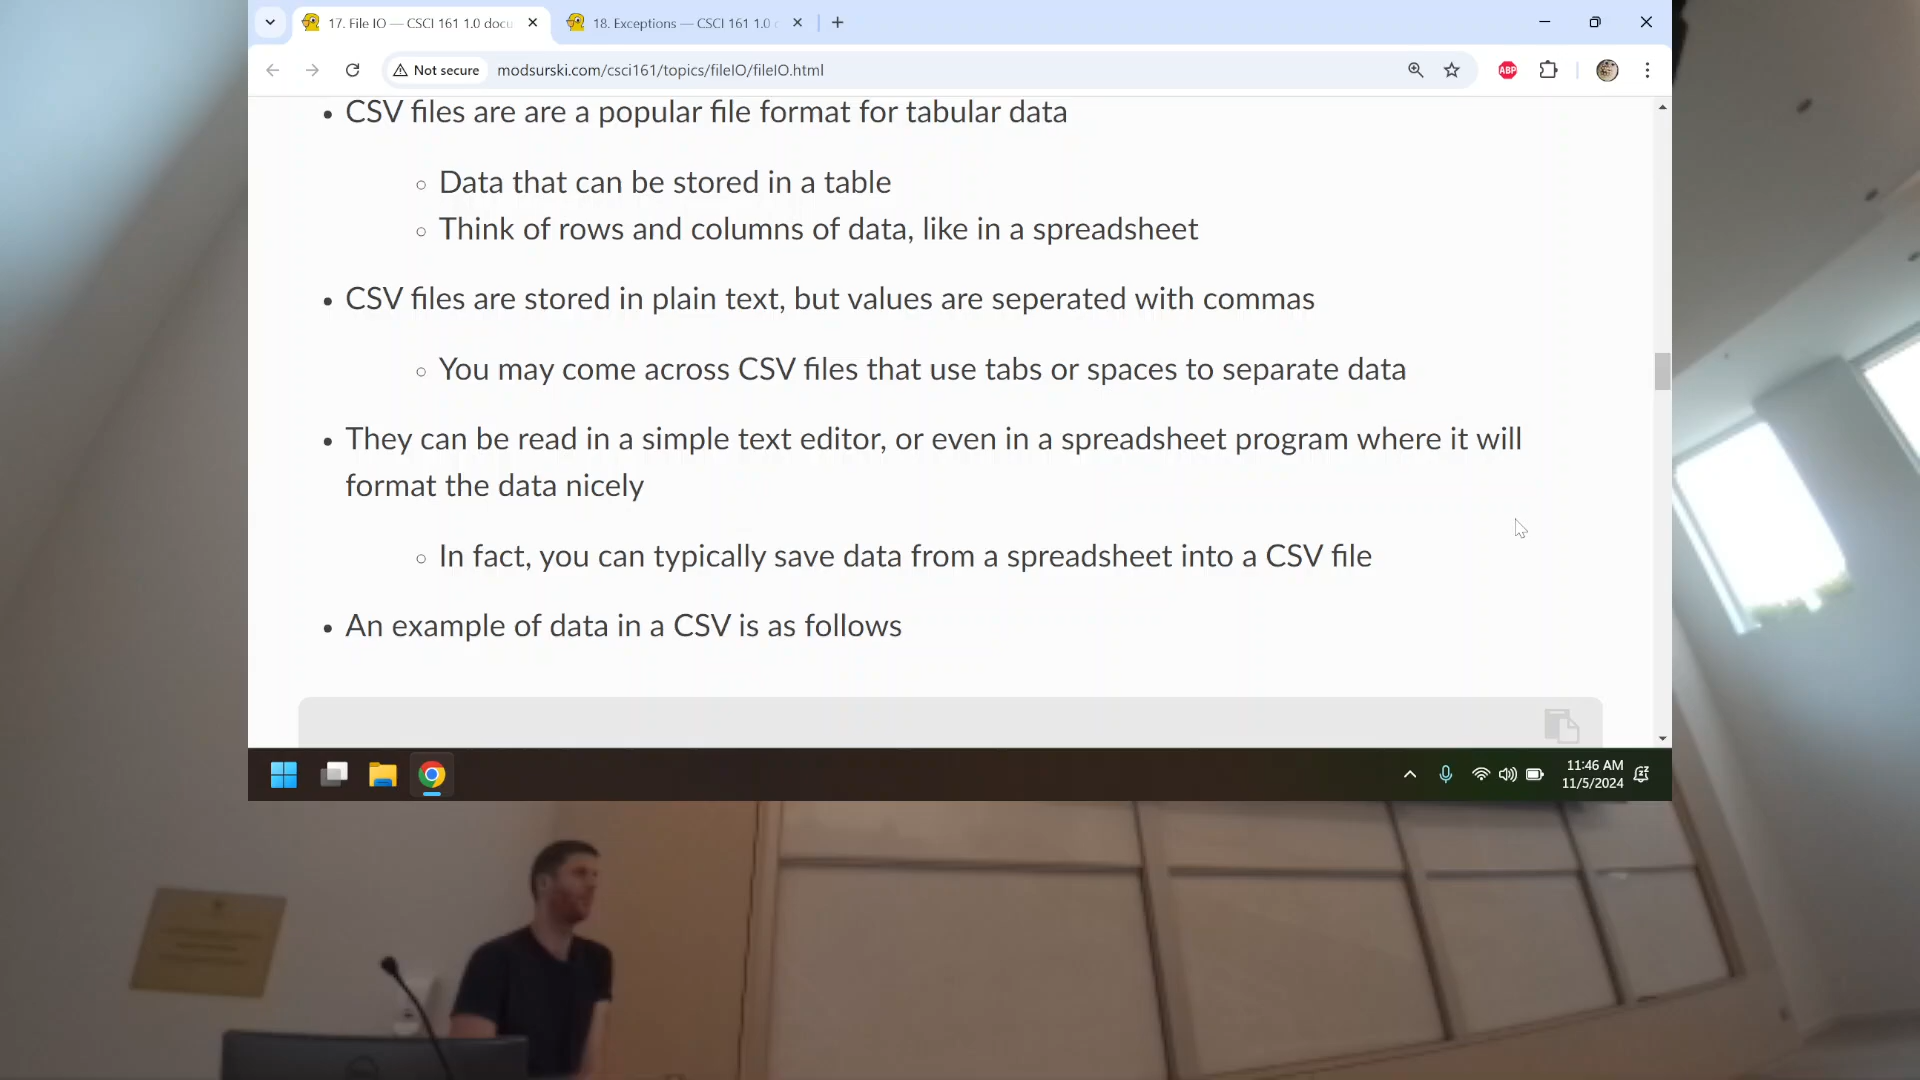 17. File IO — CSCI 161 1.0 docu
18. Exceptions — CSCI 161 1.0
Not secure
modsurski.com/csci161/topics/fileIO/fileIO.html
ABP
• CSV files are are a popular file format for tabular data
◦ Data that can be stored in a table
◦ Think of rows and columns of data, like in a spreadsheet
• CSV files are stored in plain text, but values are seperated with commas
◦ You may come across CSV files that use tabs or spaces to separate data
• They can be read in a simple text editor, or even in a spreadsheet program where it will
format the data nicely
◦ In fact, you can typically save data from a spreadsheet into a CSV file
• An example of data in a CSV is as follows
11:46 AM
11/5/2024